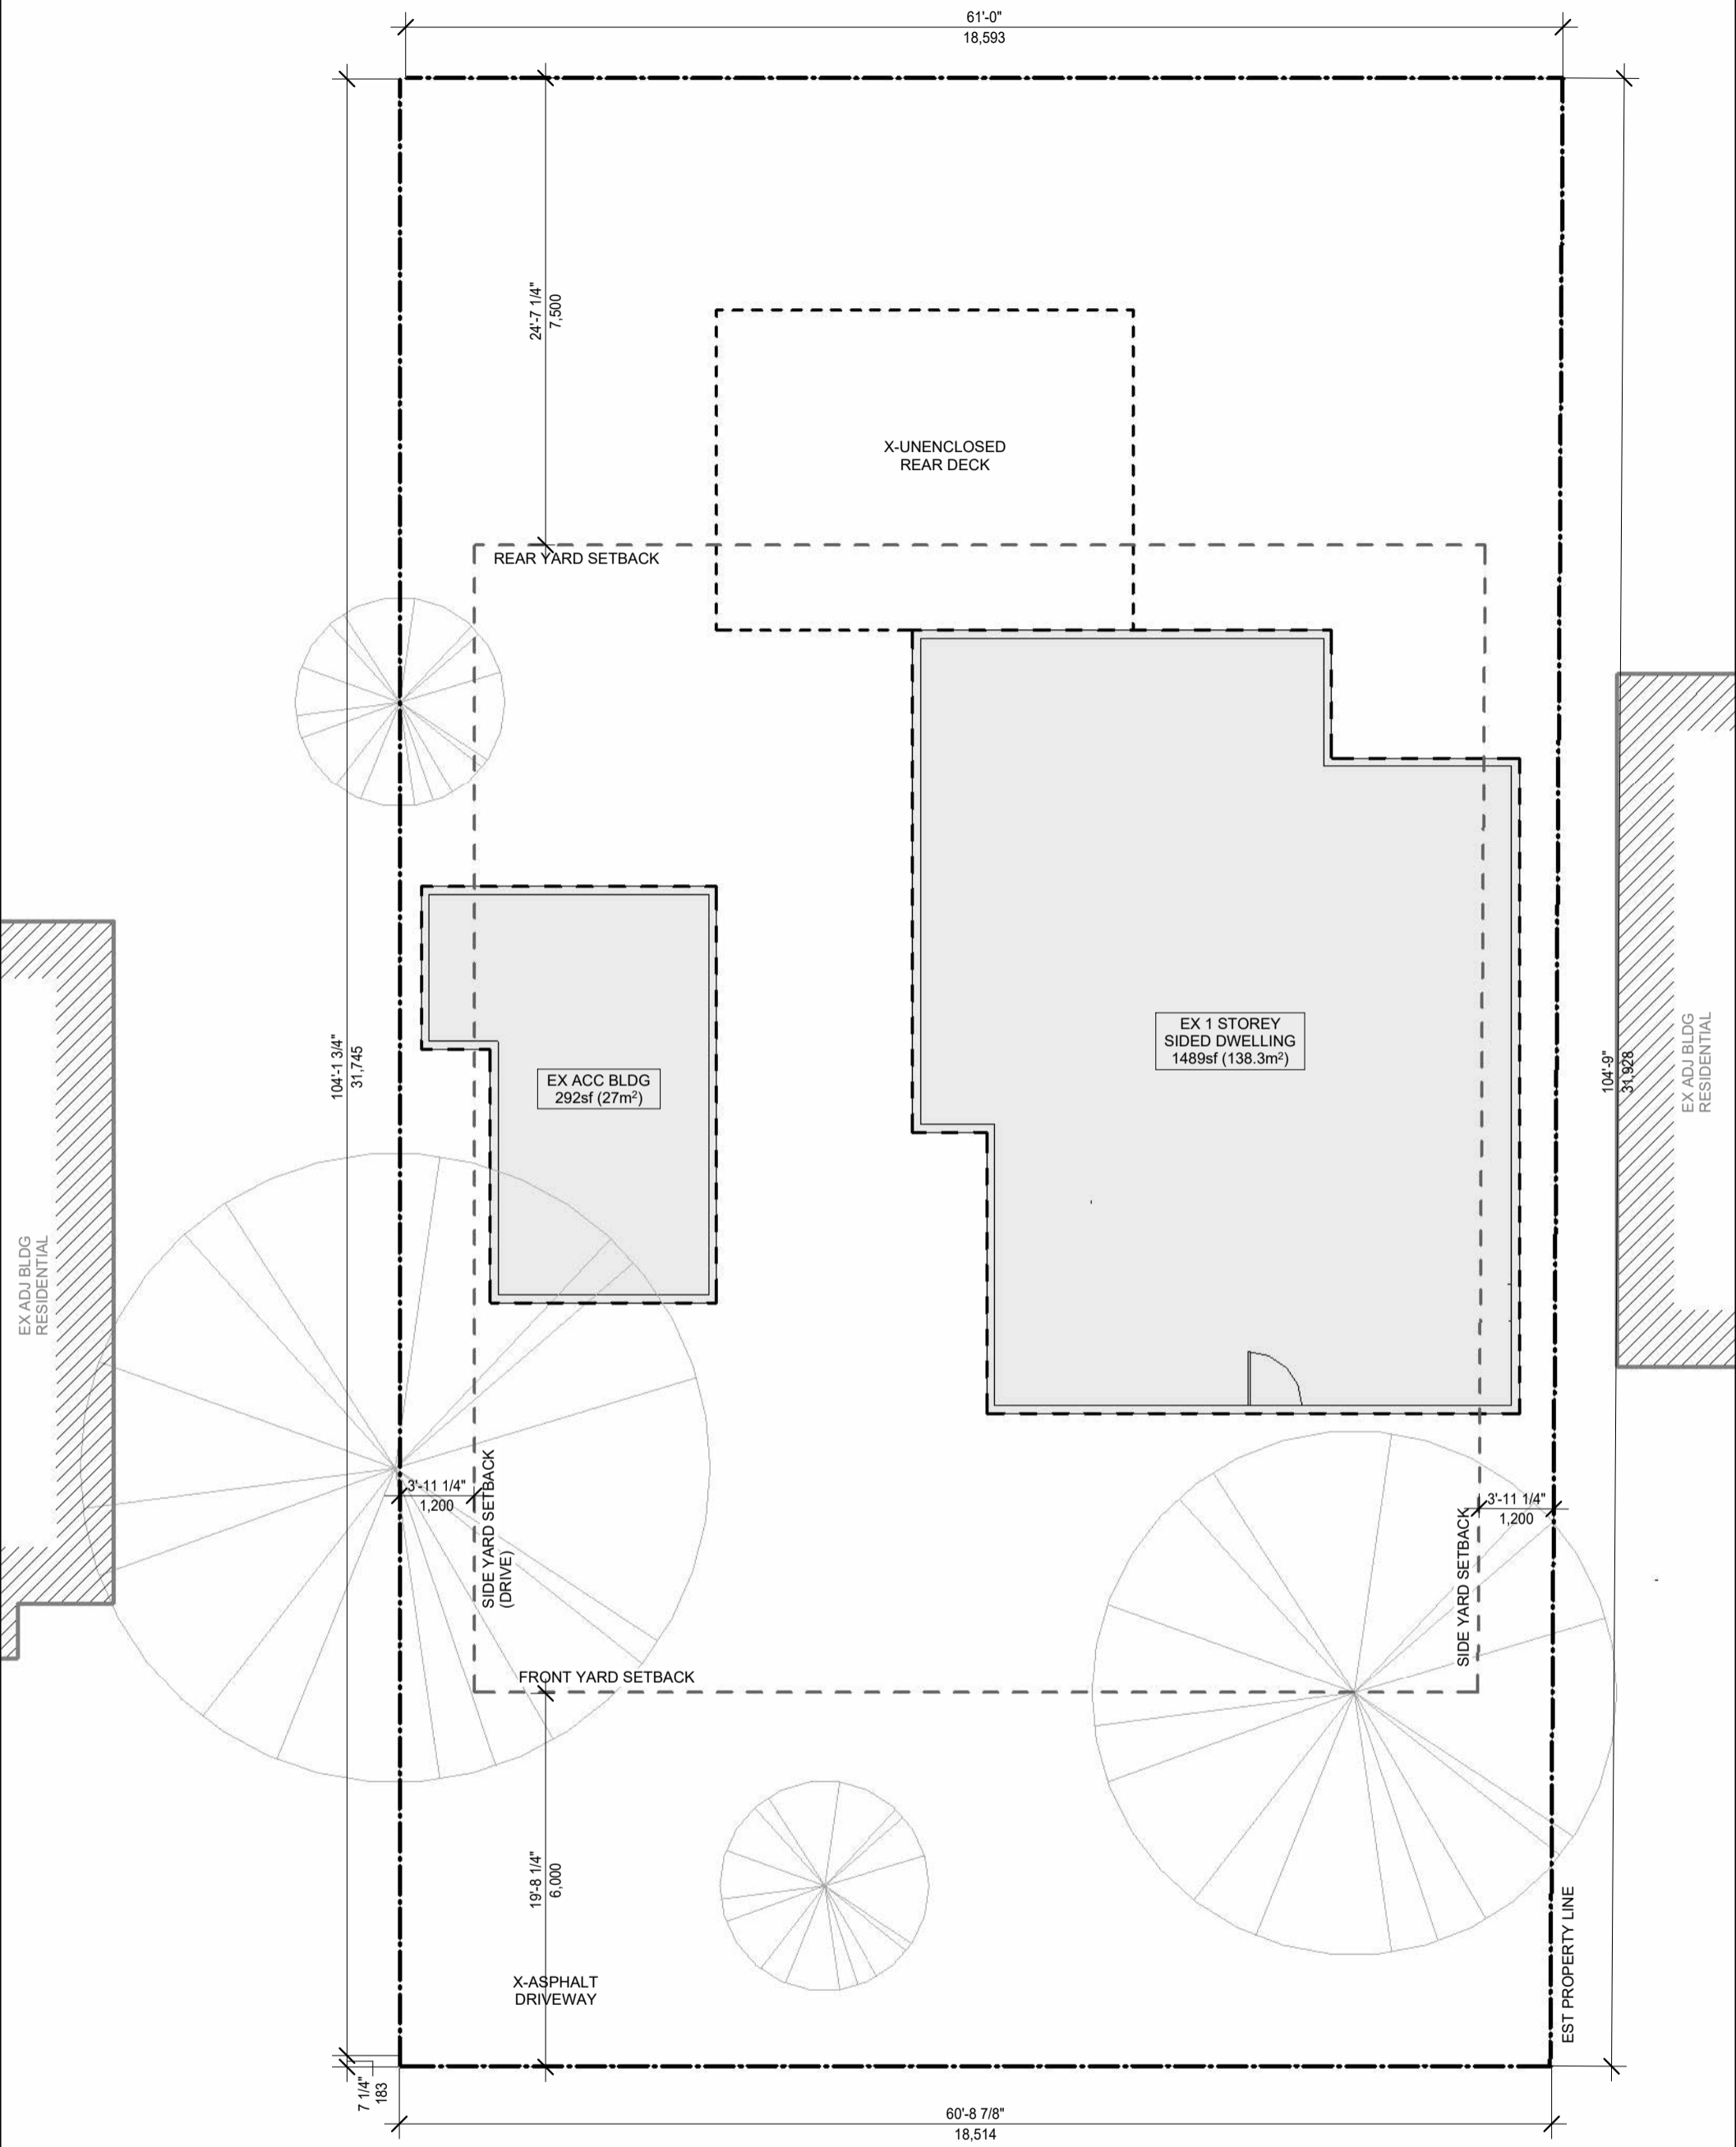 61'-0"
18,593
24'-7 1/4"
7,500
X-UNENCLOSED
REAR DECK
REAR YARD SETBACK
104'-1 3/4"
31,745
EX ACC BLDG
292sf (27m²)
EX 1 STOREY
SIDED DWELLING
1489sf (138.3m²)
104'-9"
31,928
EX ADJ BLDG
RESIDENTIAL
EX ADJ BLDG
RESIDENTIAL
3'-11 1/4"
1,200
SIDE YARD SETBACK
(DRIVE)
SIDE YARD SETBACK
3'-11 1/4"
1,200
FRONT YARD SETBACK
19'-8 1/4"
6,000
X-ASPHALT
DRIVEWAY
EST PROPERTY LINE
7 1/4"
183
60'-8 7/8"
18,514